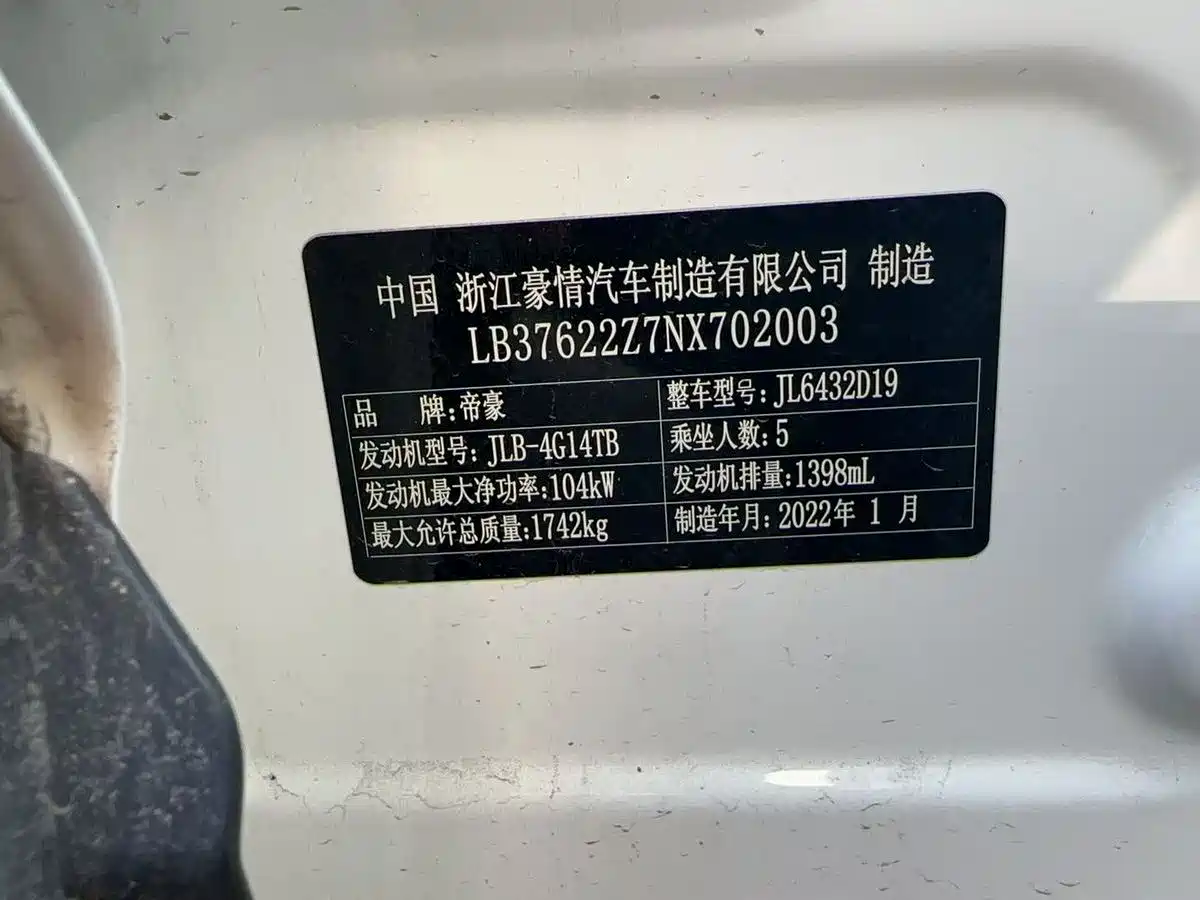 中国 浙江豪情汽车制造有限公司 制造
LB37622Z7NX702003
品 牌:帝豪 整车型号:JL6432D19
发动机型号:JLB-4G14TB 乘坐人数:5
发动机最大净功率:104kW 发动机排量:1398mL
最大允许总质量:1742kg 制造年月:2022年 1 月